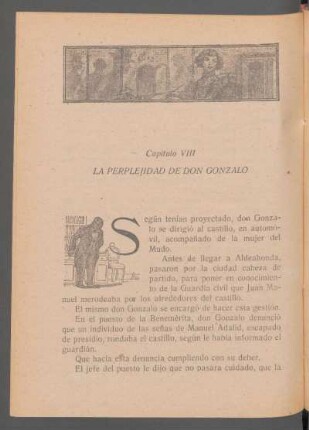 Capítulo VIII
LA PERPLEJIDAD DE DON GONZALO
Según tenían proyectado, don Gonza-
lo se dirigió al castillo, en automó-
vil, acompañado de la mujer del
Mudo.
Antes de llegar a
pasaron por la ciudad cabeza de
partido, para poner en conocimien-
to de la Guardia civil que Juan Ma-
nuel merodeaba por los alrededores del castillo.
El mismo don Gonzalo se encargó de hacer esta gestión.
En el puesto de la Benemérita, don Gonzalo denunció
que un individuo de las señas de Manuel Adalid, escapado
de presidio, rondaba el castillo, según le había informado el
guardián.
Que hacía esta denuncia cumpliendo con su deber.
El jefe del puesto le dijo que no pasara cuidado, que la